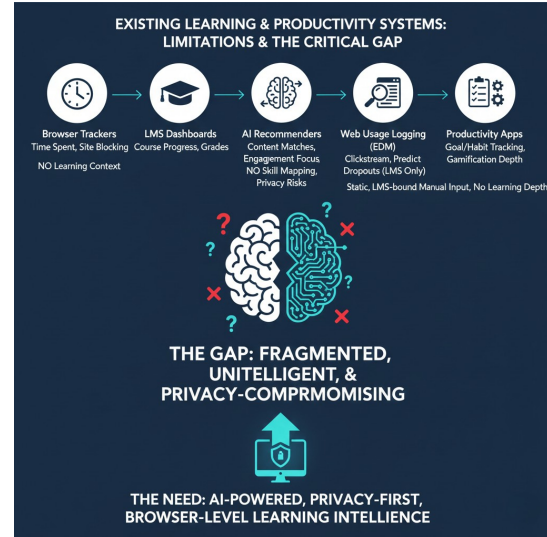 EXISTING LEARNING & PRODUCTIVITY SYSTEMS:
LIMITATIONS & THE CRITICAL GAP
Browser Trackers
Time Spent, Site Blocking
NO Learning Context
LMS Dashboards
Course Progress, Grades
AI Recommenders
Content Matches,
Engagement Focus,
NO Skill Mapping,
Privacy Risks
Web Usage Logging
(EDM)
Clickstream, Predict
Dropouts (LMS Only)
Productivity Apps
Goal/Habit Tracking,
Gamification Depth
Static, LMS-bound Manual Input, No Learning Depth
? ? ? ?
THE GAP: FRAGMENTED,
UNITELLIGENT, &
PRIVACY-COMPRMOMISING
THE NEED: AI-POWERED, PRIVACY-FIRST,
BROWSER-LEVEL LEARNING INTELLIENCE